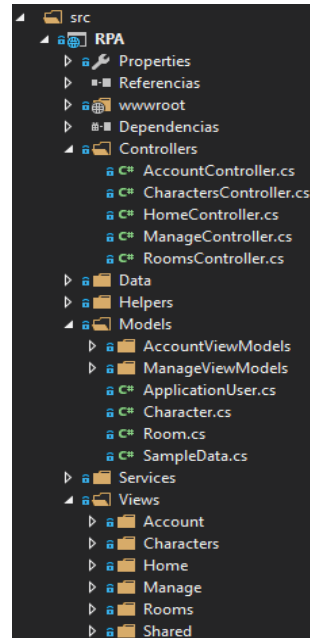 src
RPA
Properties
Referencias
wwwroot
Dependencias
Controllers
C# AccountController.cs
C# CharactersController.cs
C# HomeController.cs
C# ManageController.cs
C# RoomsController.cs
Data
Helpers
Models
AccountViewModels
ManageViewModels
C# ApplicationUser.cs
C# Character.cs
C# Room.cs
C# SampleData.cs
Services
Views
Account
Characters
Home
Manage
Rooms
Shared